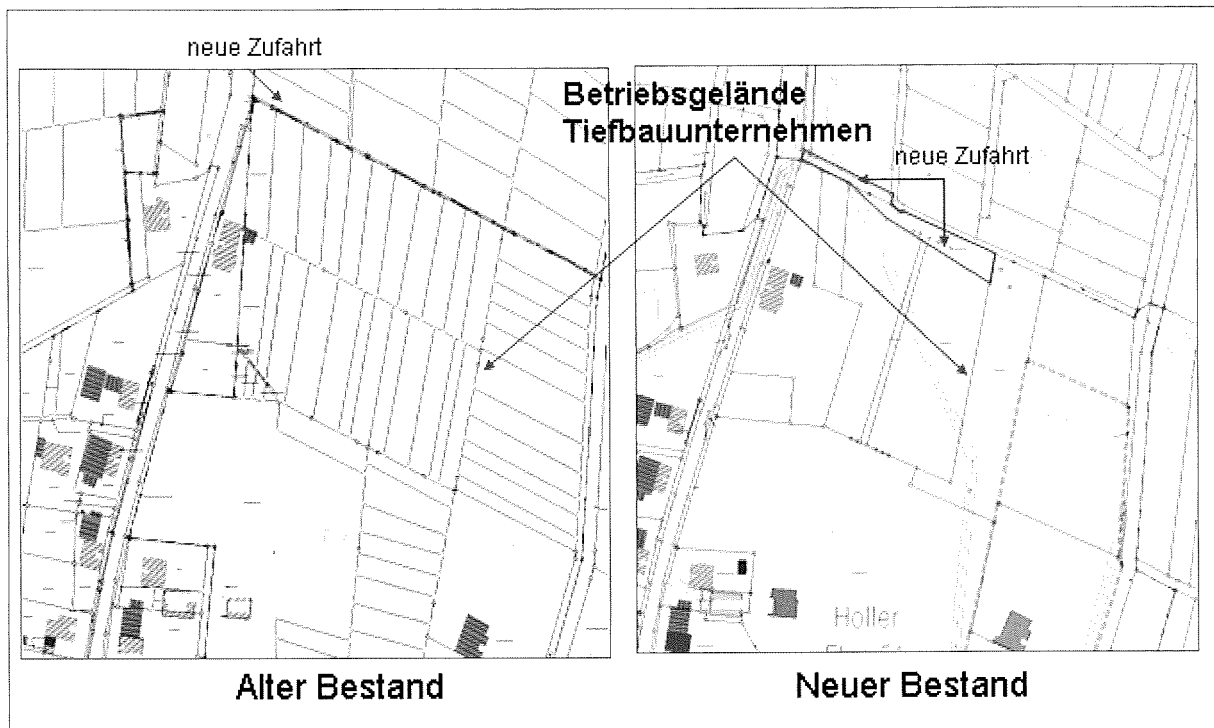 neue Zufahrt
Betriebsgelände
Tiefbauunternehmen
neue Zufahrt
Holler
Alter Bestand
Neuer Bestand